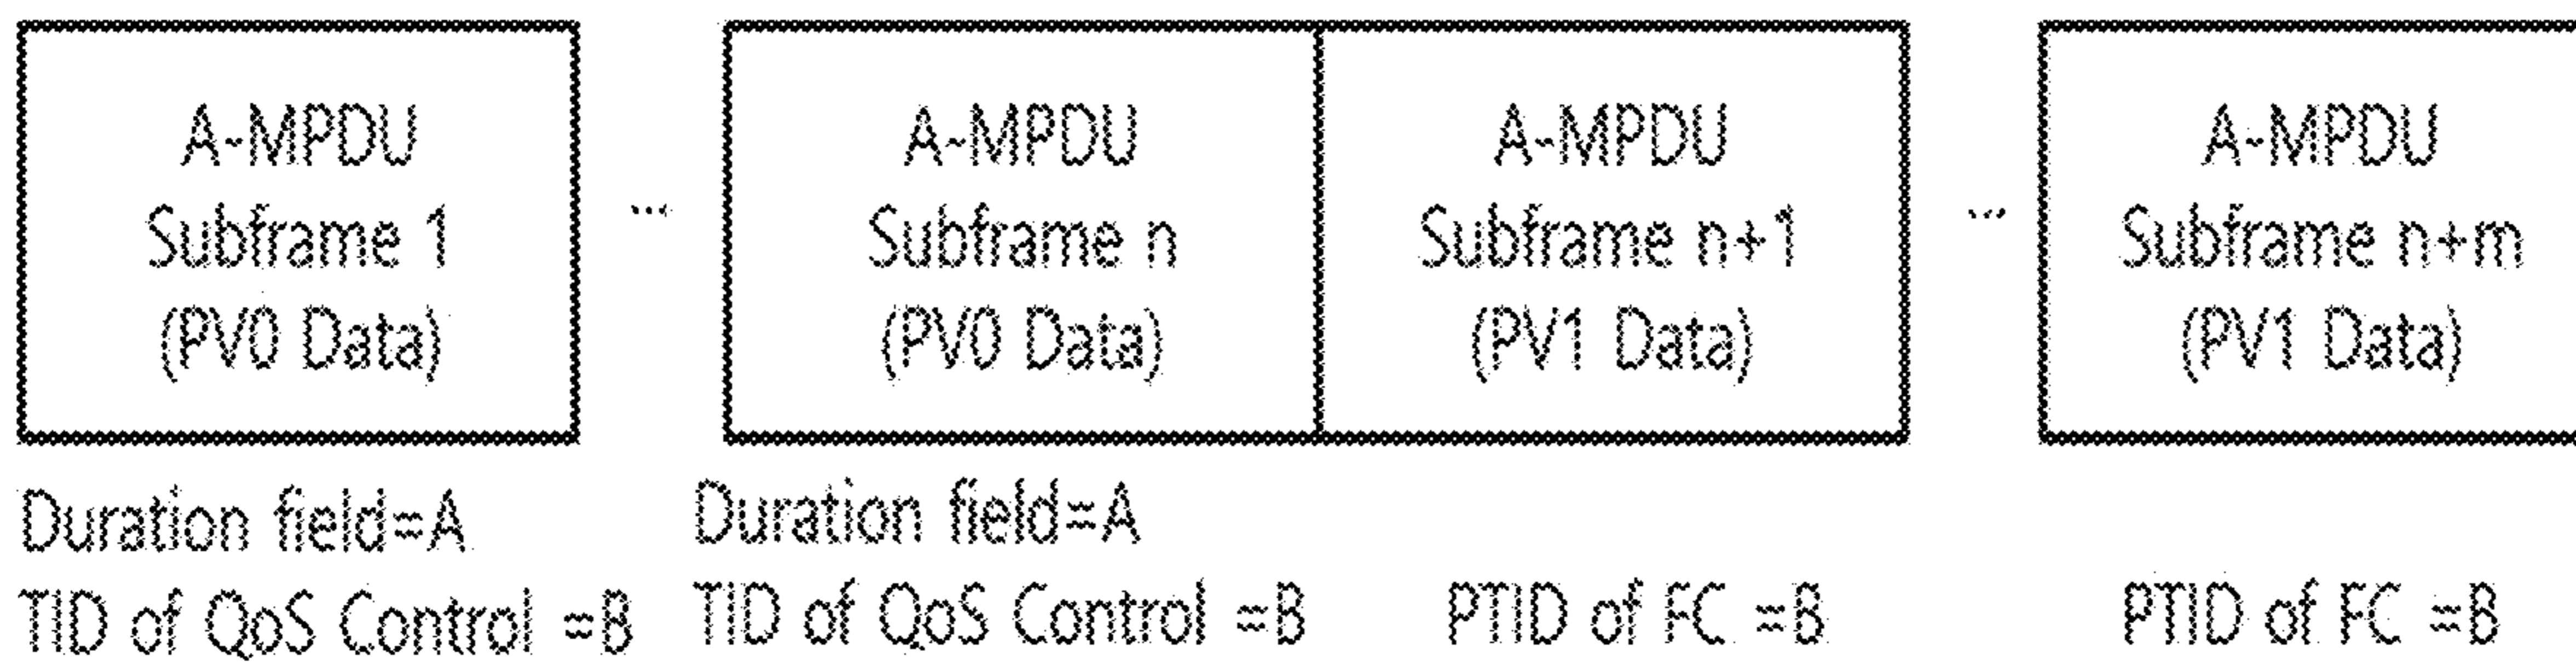 A-MPDU
Subframe 1
(PV0 Data)
...
A-MPDU
Subframe n
(PV0 Data)
A-MPDU
Subframe n+1
(PV1 Data)
...
A-MPDU
Subframe n+m
(PV1 Data)
Duration field=A
TID of QoS Control =B
Duration field=A
TID of QoS Control =B
PTID of FC =B
PTID of FC =B